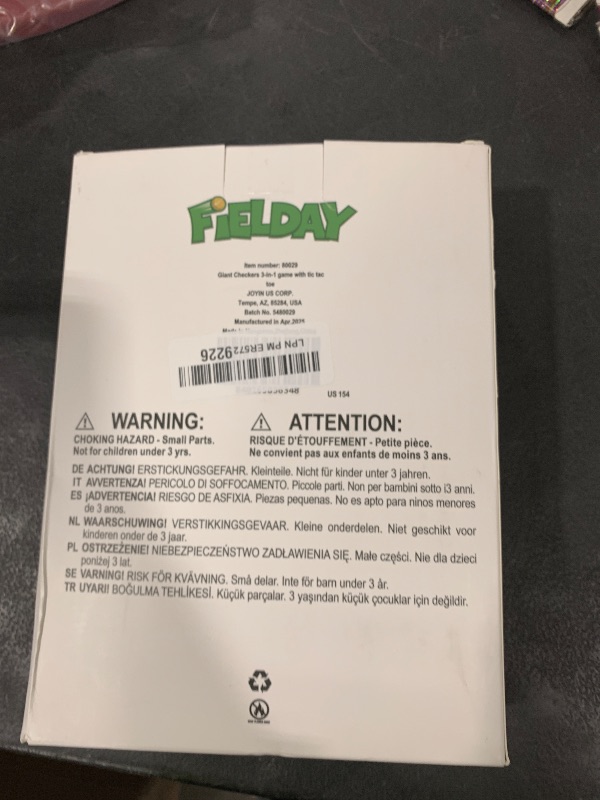 FiELDAY
Item number: 88029
Giant Checkers 3-in-1 game with tic tac
toe
JOYIN US CORP.
Tempe, AZ, 85284, USA
Batch No. 5488029
Manufactured in Apr.
Made in
LPN PM ER5729226
US 154
WARNING:
CHOKING HAZARD - Small Parts.
Not for children under 3 yrs.
ATTENTION:
RISQUE D'ÉTOUFFEMENT - Petite pièce.
Ne convient pas aux enfants de moins 3 ans.
DE ACHTUNG! ERSTICKUNGSGEFAHR. Kleinteile. Nicht für kinder unter 3 jahren.
IT AVVERTENZA! PERICOLO DI SOFFOCAMENTO. Piccole parti. Non per bambini sotto i3 anni.
ES ¡ADVERTENCIA! RIESGO DE ASFIXIA. Piezas pequenas. No es apto para ninos menores
de 3 anos.
NL WAARSCHUWING! VERSTIKKINGSGEVAAR. Kleine onderdelen. Niet geschikt voor
kinderen onder de 3 jaar.
PL OSTRZEŻENIE! NIEBEZPIECZEŃSTWO ZADŁAWIENIA SIĘ. Małe części. Nie dla dzieci
poniżej 3 lat.
SE VARNING! RISK FÖR KVÄVNING. Små delar. Inte för barn under 3 år.
TR UYARI! BOĞULMA TEHLİKESİ. Küçük parçalar. 3 yaşından küçük çocuklar için değildir.